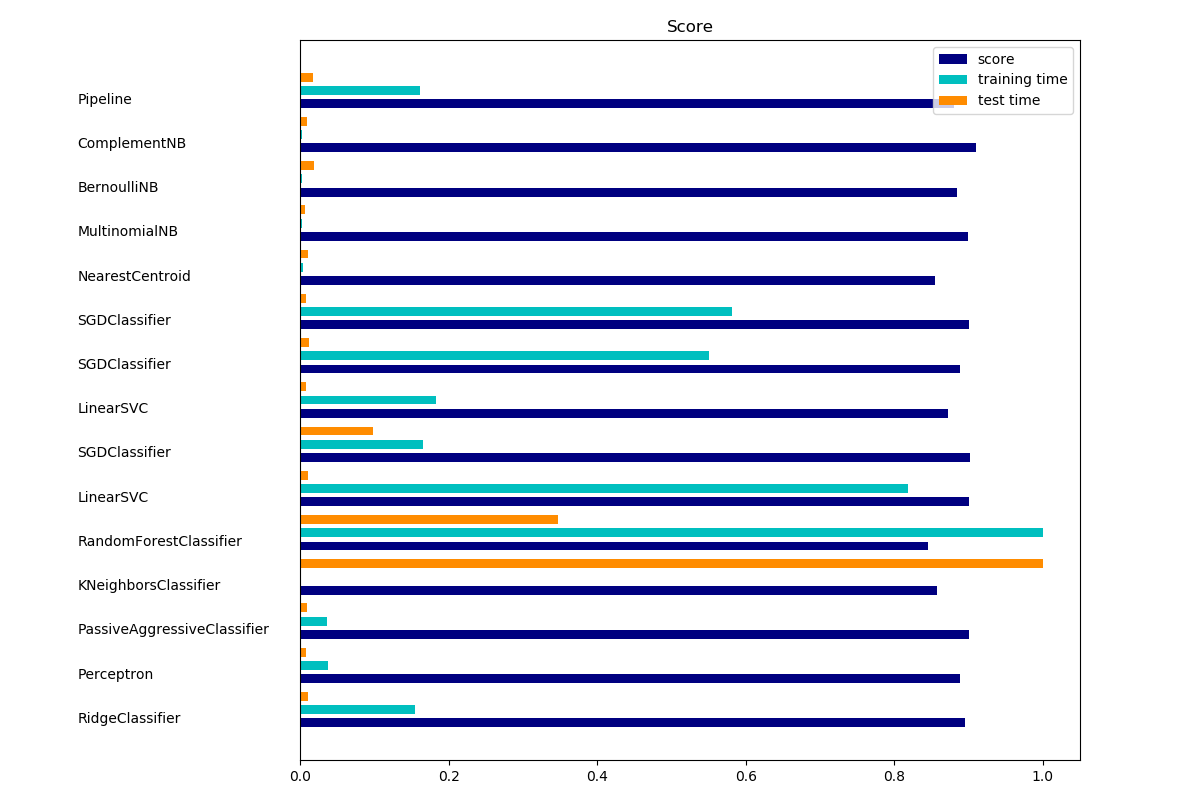 Score
score
training time
test time
Pipeline
ComplementNB
BernoulliNB
MultinomialNB
NearestCentroid
SGDClassifier
SGDClassifier
LinearSVC
SGDClassifier
LinearSVC
RandomForestClassifier
KNeighborsClassifier
PassiveAggressiveClassifier
Perceptron
RidgeClassifier
0.0 0.2 0.4 0.6 0.8 1.0